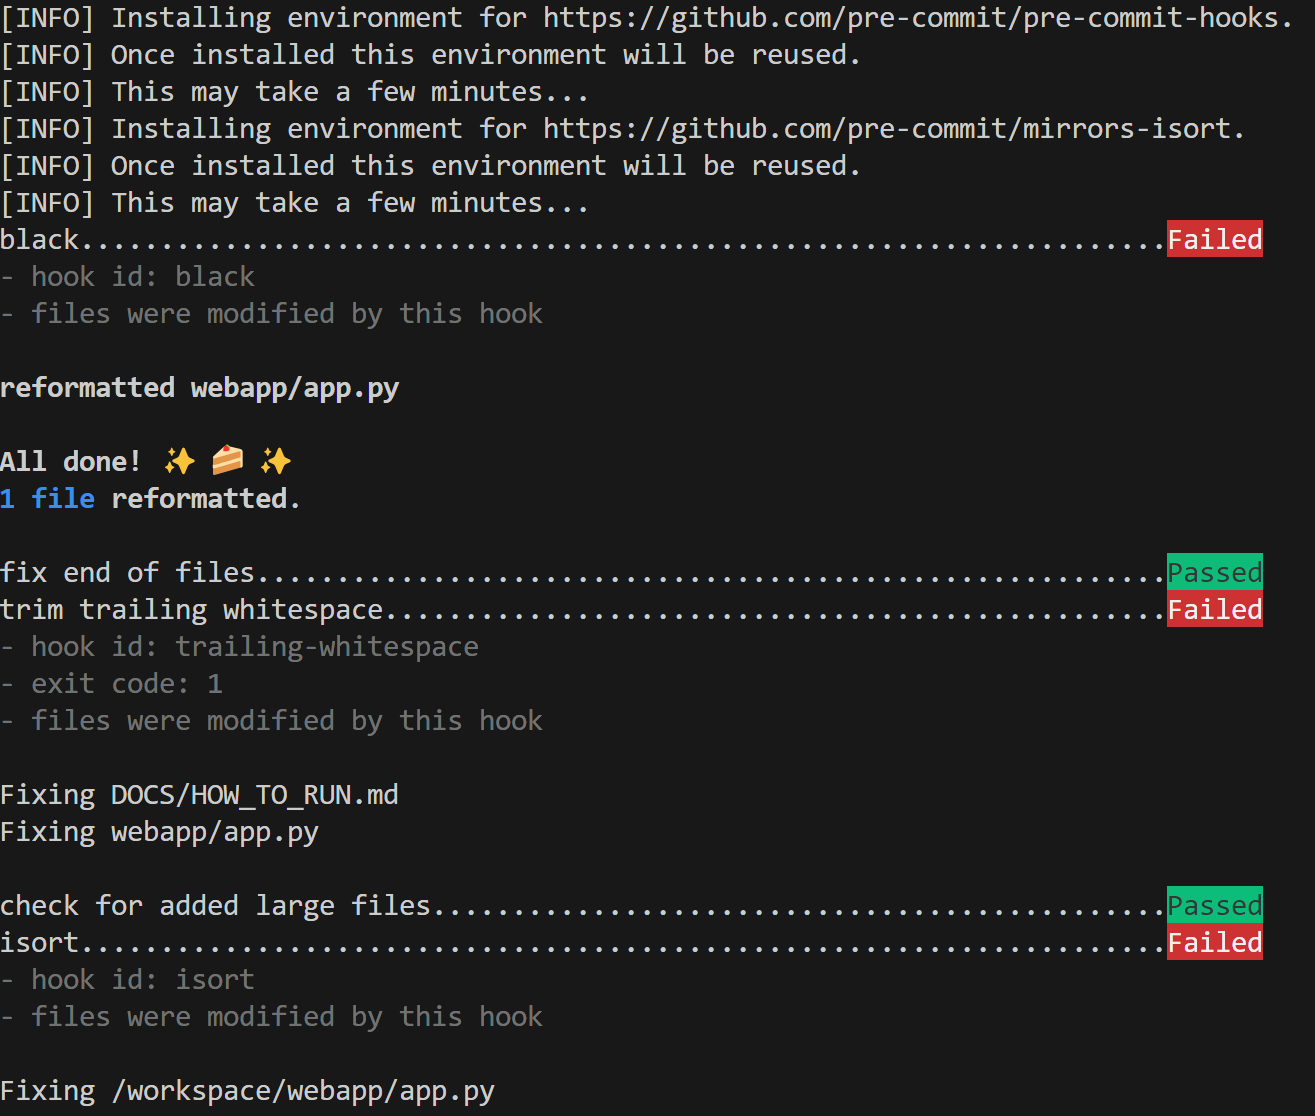 [INFO] Installing environment for https://github.com/pre-commit/pre-commit-hooks.
[INFO] Once installed this environment will be reused.
[INFO] This may take a few minutes...
[INFO] Installing environment for https://github.com/pre-commit/mirrors-isort.
[INFO] Once installed this environment will be reused.
[INFO] This may take a few minutes...
black....................................................................Failed
- hook id: black
- files were modified by this hook
reformatted webapp/app.py
All done! ✨ 🍰 ✨
1 file reformatted.
fix end of files.........................................................Passed
trim trailing whitespace.................................................Failed
- hook id: trailing-whitespace
- exit code: 1
- files were modified by this hook
Fixing DOCS/HOW_TO_RUN.md
Fixing webapp/app.py
check for added large files..............................................Passed
isort....................................................................Failed
- hook id: isort
- files were modified by this hook
Fixing /workspace/webapp/app.py